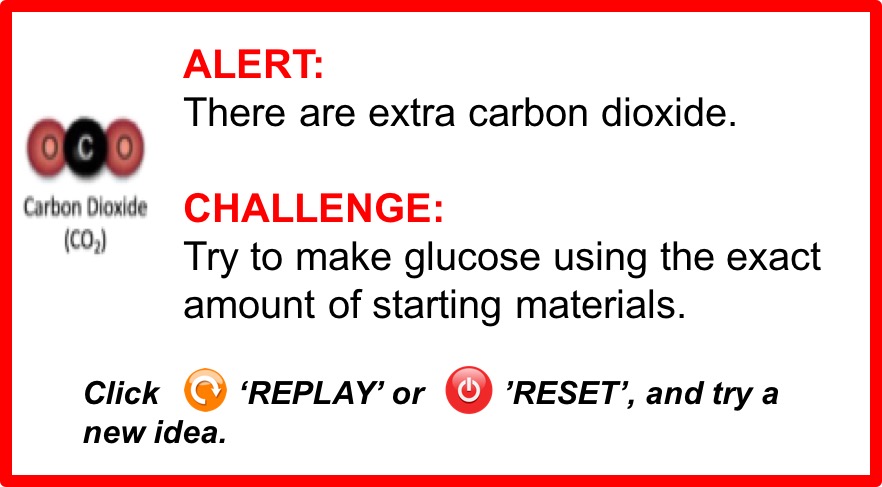 ALERT:
There are extra carbon dioxide.
O C O
Carbon Dioxide
(CO₂)
CHALLENGE:
Try to make glucose using the exact
amount of starting materials.
Click ‘REPLAY’ or ’RESET’, and try a
new idea.